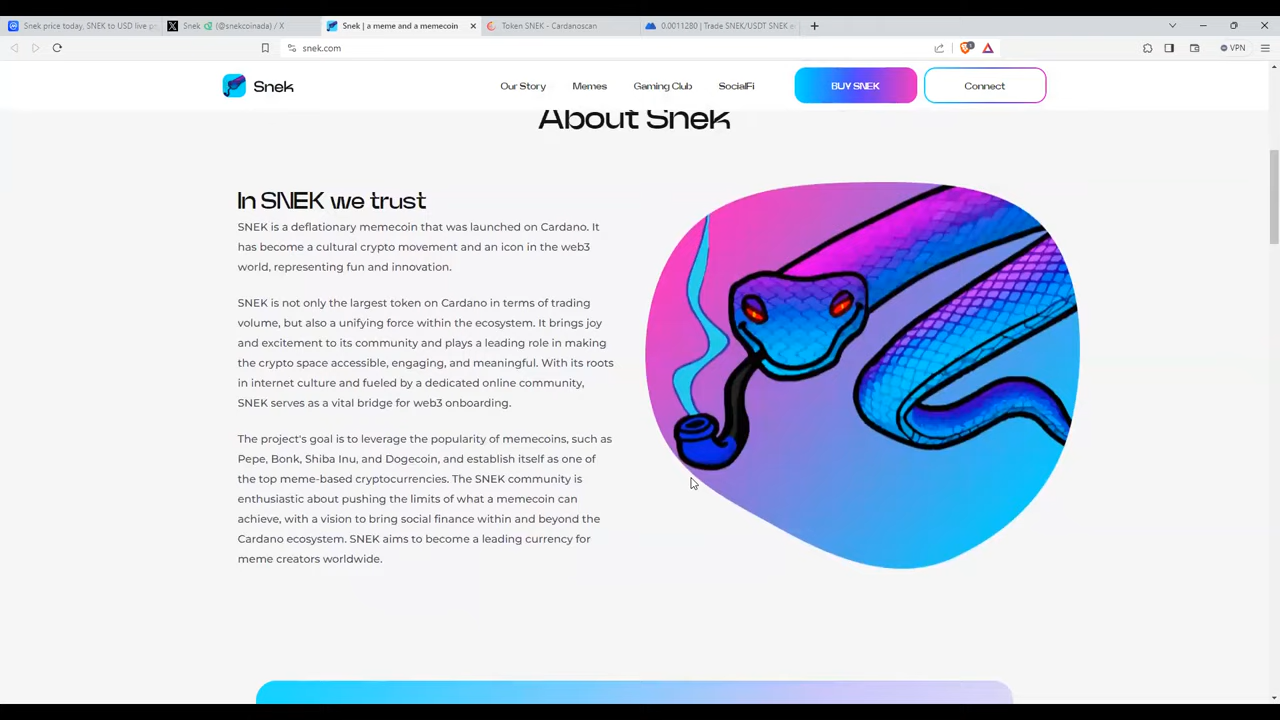 Snek price today, SNEK to USD live p
Snek (@snekcoinada) / X
Snek | a meme and a memecoin
Token SNEK - Cardanoscan
0.0011280 | Trade SNEK/USDT SNEK e
snek.com
1
VPN
Snek
Our Story
Memes
Gaming Club
SocialFi
BUY SNEK
Connect
About Snek
In SNEK we trust
SNEK is a deflationary memecoin that was launched on Cardano. It
has become a cultural crypto movement and an icon in the web3
world, representing fun and innovation.
SNEK is not only the largest token on Cardano in terms of trading
volume, but also a unifying force within the ecosystem. It brings joy
and excitement to its community and plays a leading role in making
the crypto space accessible, engaging, and meaningful. With its roots
in internet culture and fueled by a dedicated online community,
SNEK serves as a vital bridge for web3 onboarding.
The project's goal is to leverage the popularity of memecoins, such as
Pepe, Bonk, Shiba Inu, and Dogecoin, and establish itself as one of
the top meme-based cryptocurrencies. The SNEK community is
enthusiastic about pushing the limits of what a memecoin can
achieve, with a vision to bring social finance within and beyond the
Cardano ecosystem. SNEK aims to become a leading currency for
meme creators worldwide.